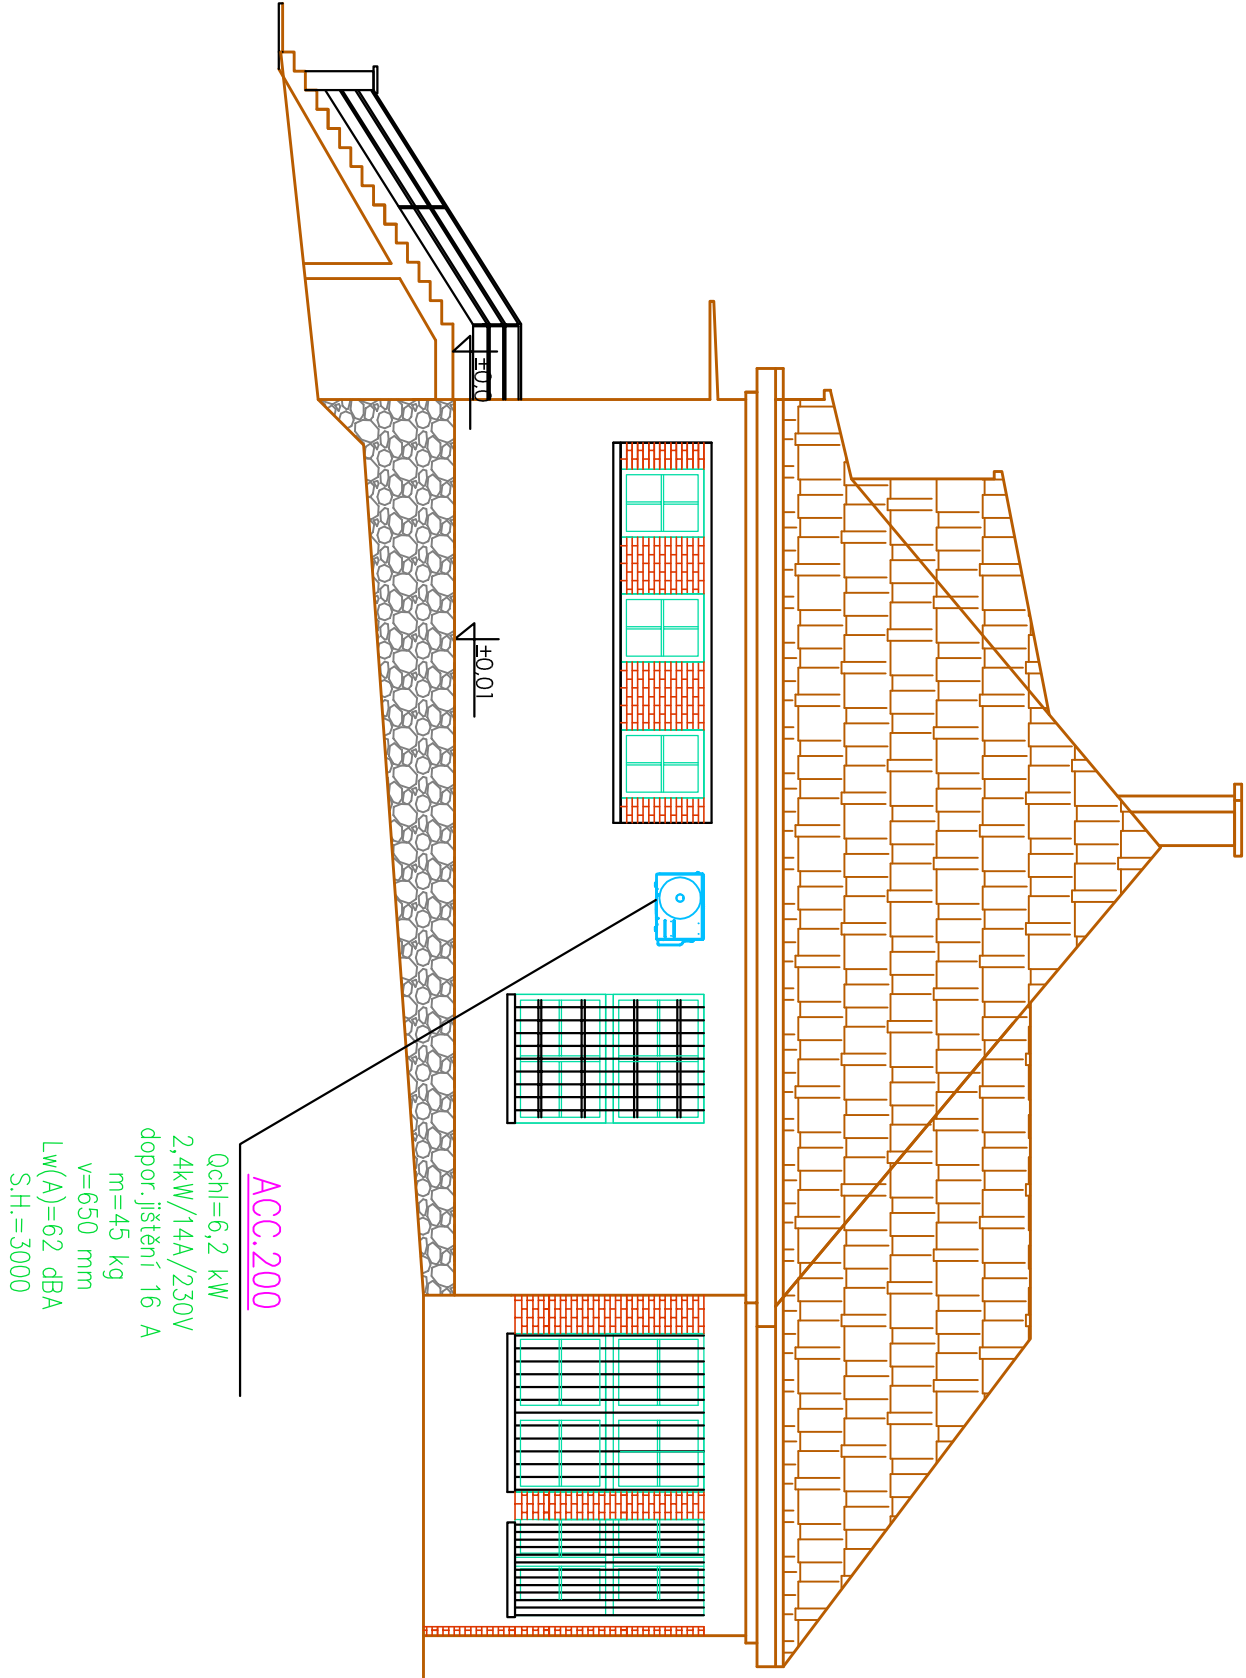 ±0,0
±0,01
ACC.200
Qchl=6,2 kW
2,4kW/14A/230V
dopor.jištění 16 A
m=45 kg
v=650 mm
Lw(A)=62 dBA
S.H.=3000